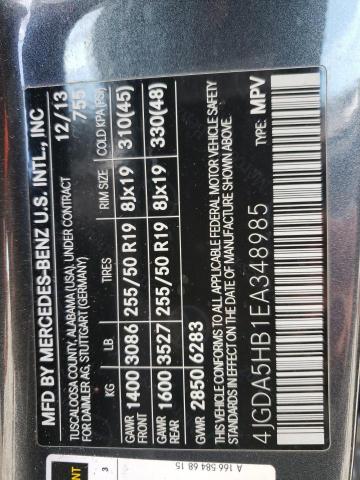 MFD BY MERCEDES-BENZ U.S. INTL., INC
TUSCALOOSA COUNTY, ALABAMA (USA), UNDER CONTRACT 12/13
FOR DAIMLER AG, STUTTGART (GERMANY) 755
KG LB TIRES RIM SIZE COLD KPA(PSI)
GAWR FRONT 1400 3086 255/50 R19 8Jx19 310(45)
GAWR REAR 1600 3527 255/50 R19 8Jx19 330(48)
GVWR 2850 6283
THIS VEHICLE CONFORMS TO ALL APPLICABLE FEDERAL MOTOR VEHICLE SAFETY
STANDARDS IN EFFECT ON THE DATE OF MANUFACTURE SHOWN ABOVE.
4JGDA5HB1EA348985 TYPE: MPV
A 166 584 68 15
3